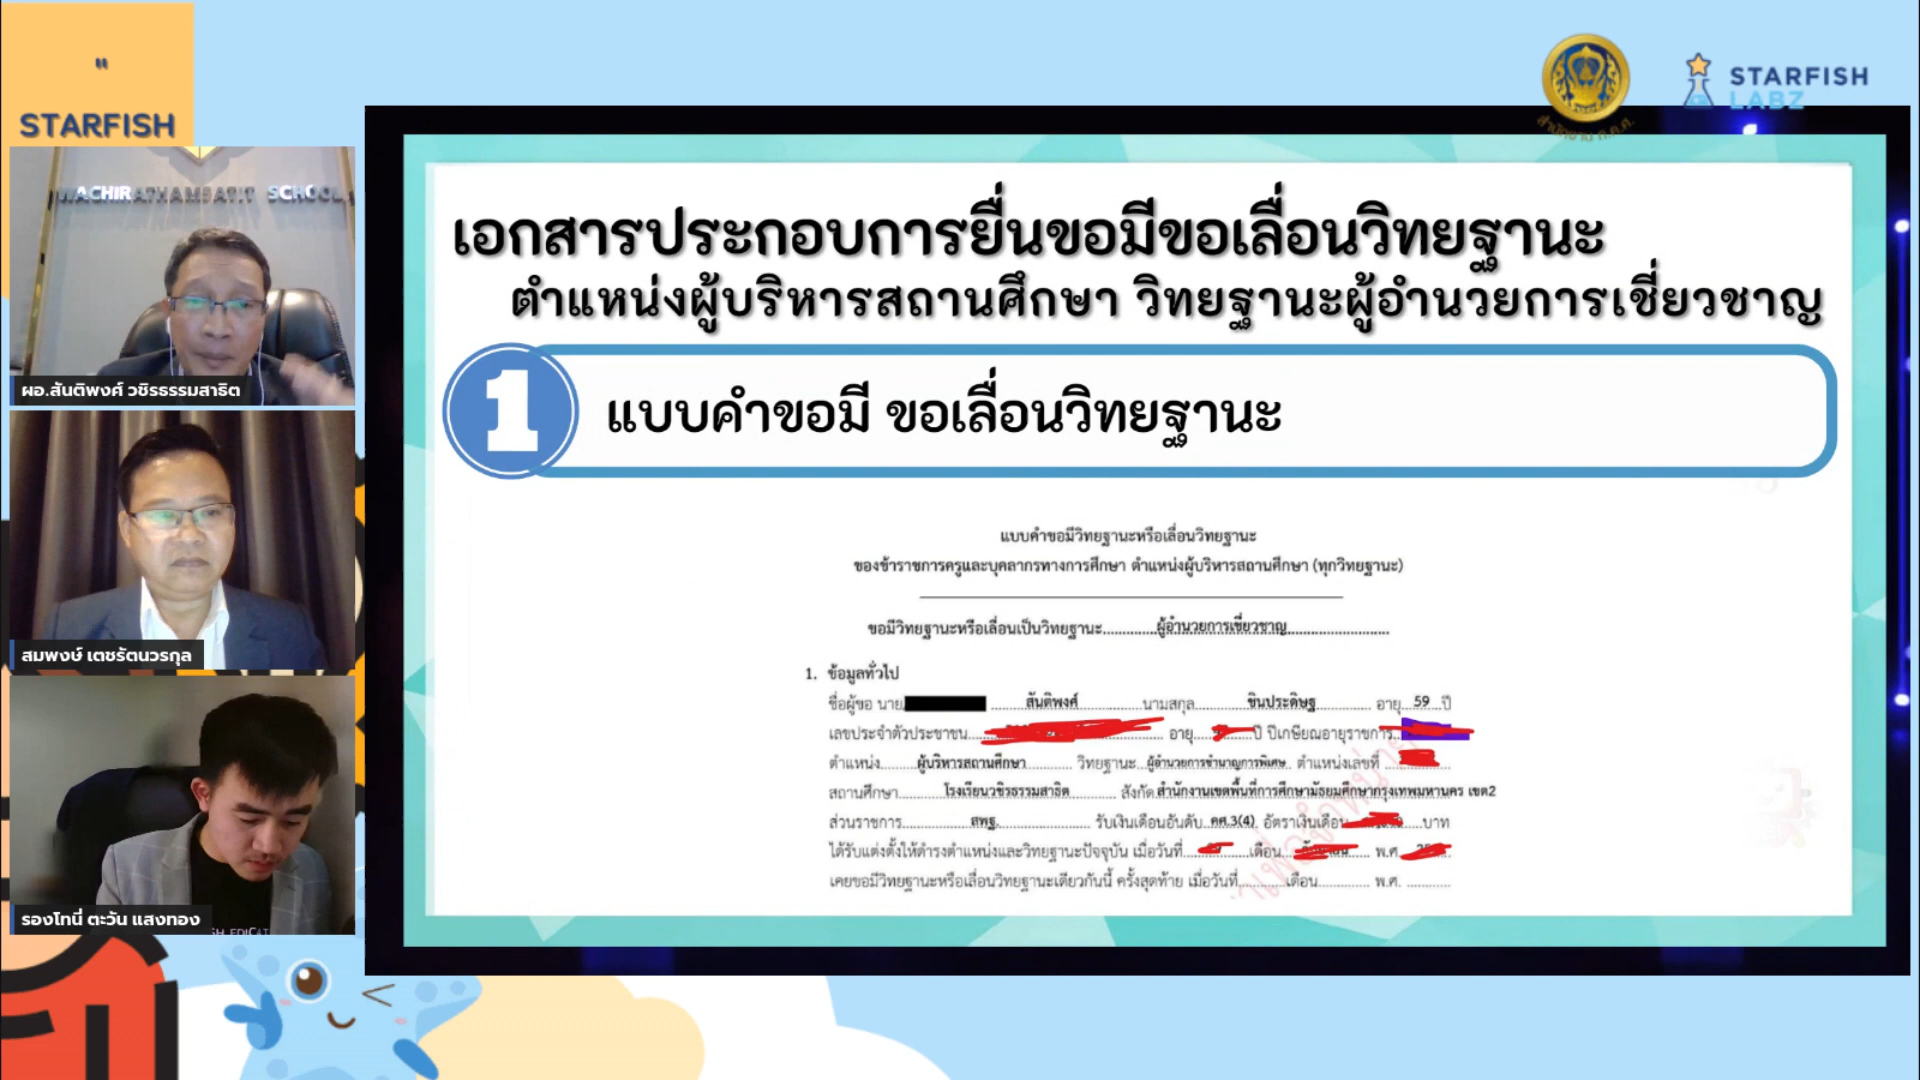 "
STARFISH
WACHIRATHAMSATIT SCHOOL
ผอ.สันติพงศ์ วชิรธรรมสาธิต
สมพงษ์ เตชรัตนวรกุล
รองโทนี่ ตะวัน แสงทอง
สำนักงาน ก.ค.ศ.
STARFISH
LABZ
เอกสารประกอบการยื่นขอมีขอเลื่อนวิทยฐานะ
ตำแหน่งผู้บริหารสถานศึกษา วิทยฐานะผู้อำนวยการเชี่ยวชาญ
1 แบบคำขอมี ขอเลื่อนวิทยฐานะ
แบบคำขอมีวิทยฐานะหรือเลื่อนวิทยฐานะ
ของข้าราชการครูและบุคลากรทางการศึกษา ตำแหน่งผู้บริหารสถานศึกษา (ทุกวิทยฐานะ)
ขอมีวิทยฐานะหรือเลื่อนเป็นวิทยฐานะ ผู้อำนวยการเชี่ยวชาญ
1. ข้อมูลทั่วไป
ชื่อผู้ขอ นาย สันติพงศ์ นามสกุล ชินประดิษฐ อายุ 59 ปี
เลขประจำตัวประชาชน อายุ ปี ปีเกษียณอายุราชการ
ตำแหน่ง ผู้บริหารสถานศึกษา วิทยฐานะ ผู้อำนวยการชำนาญการพิเศษ ตำแหน่งเลขที่
สถานศึกษา โรงเรียนวชิรธรรมสาธิต สังกัด สำนักงานเขตพื้นที่การศึกษามัธยมศึกษากรุงเทพมหานคร เขต2
ส่วนราชการ สพฐ. รับเงินเดือนอันดับ คศ.3(4) อัตราเงินเดือน บาท
ได้รับแต่งตั้งให้ดำรงตำแหน่งและวิทยฐานะปัจจุบัน เมื่อวันที่ เดือน พ.ศ.
เคยขอมีวิทยฐานะหรือเลื่อนวิทยฐานะเดียวกันนี้ ครั้งสุดท้าย เมื่อวันที่ เดือน พ.ศ.